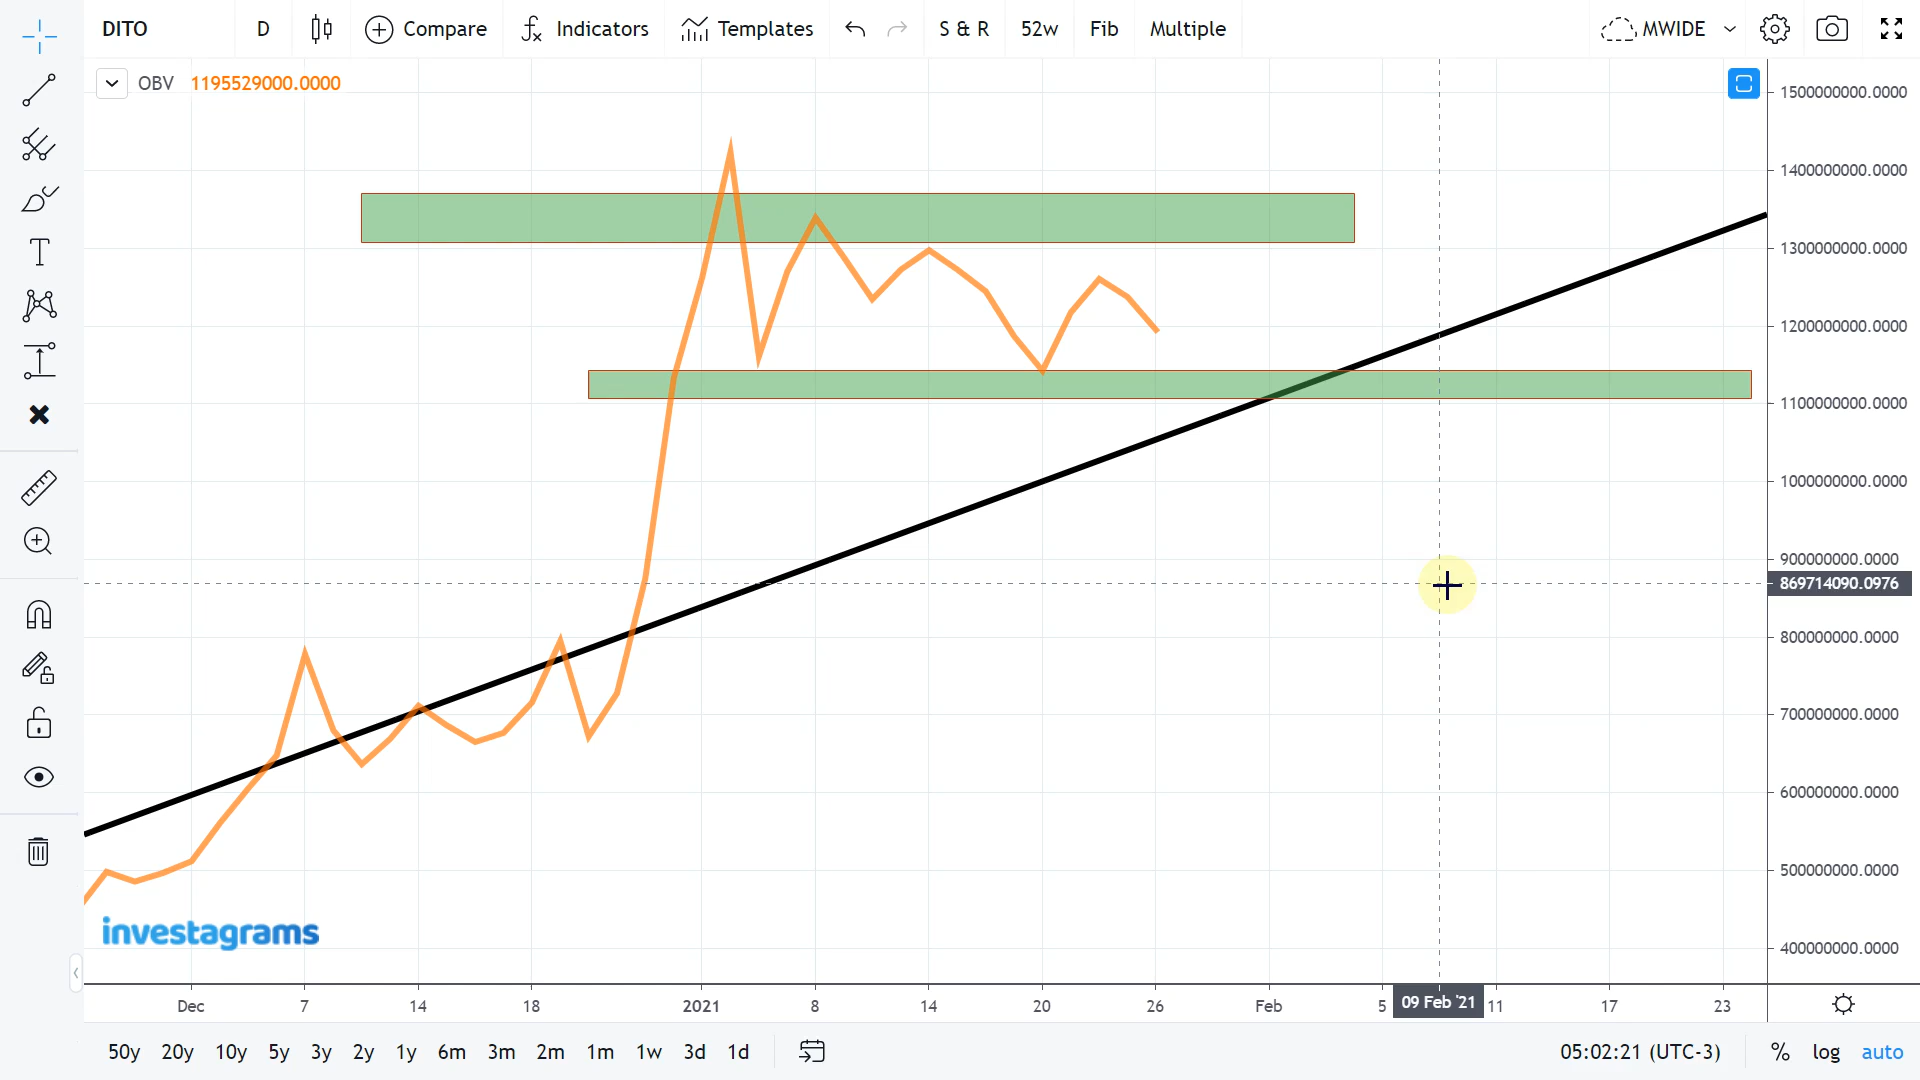 DITO D Compare Indicators Templates S & R 52w Fib Multiple MWIDE
OBV 1195529000.0000
1500000000.0000
1400000000.0000
1300000000.0000
1200000000.0000
1100000000.0000
1000000000.0000
900000000.0000
869714090.0976
800000000.0000
700000000.0000
600000000.0000
500000000.0000
400000000.0000
investagrams
Dec 7 14 18 2021 8 14 20 26 Feb 5 09 Feb '21 11 17 23
50y 20y 10y 5y 3y 2y 1y 6m 3m 2m 1m 1w 3d 1d 05:02:21 (UTC-3) % log auto